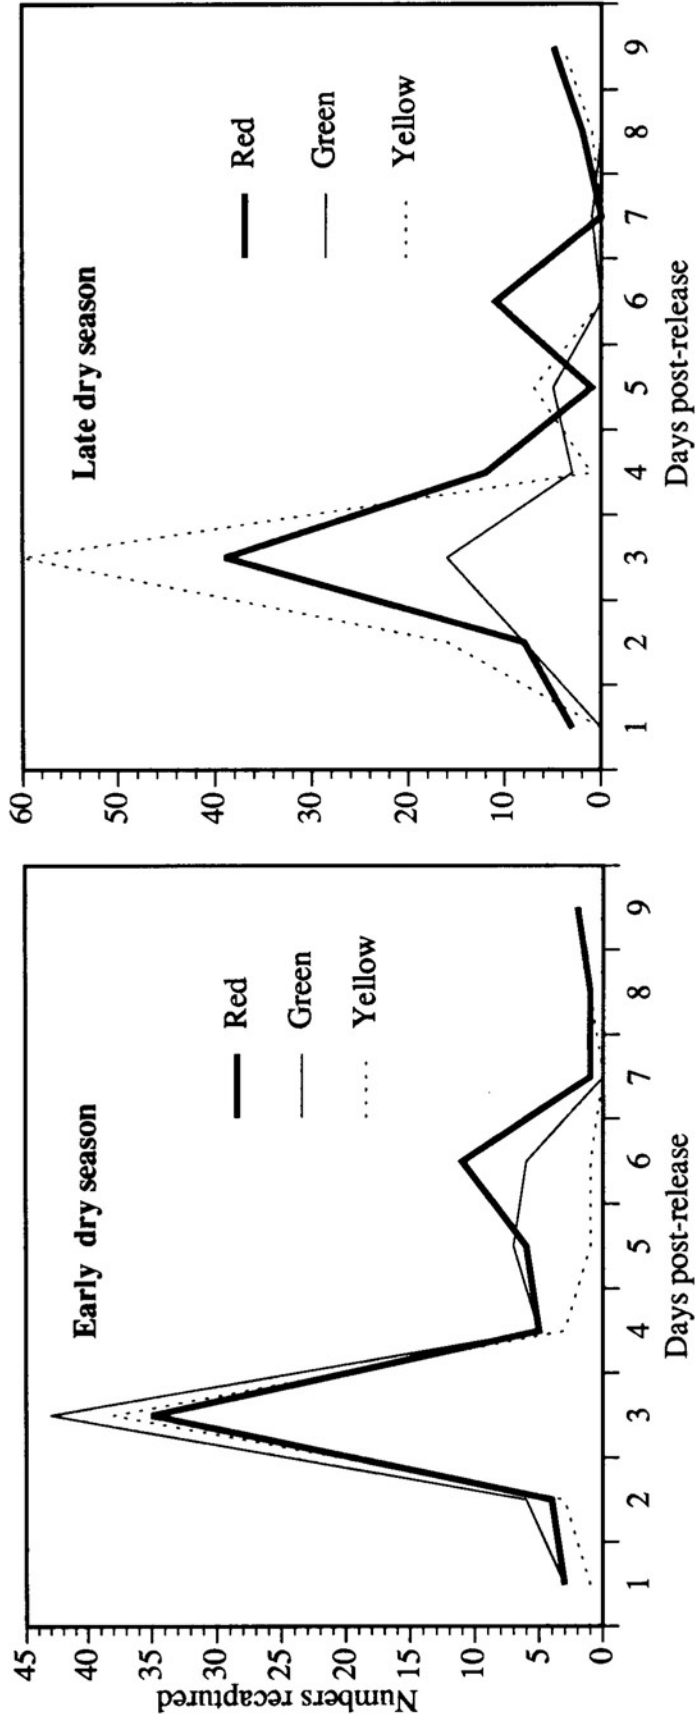 Early dry season
Red
Green
Yellow
45
40
35
30
25
20
15
10
5
0
Numbers recaptured
1 2 3 4 5 6 7 8 9
Days post-release
Late dry season
Red
Green
Yellow
60
50
40
30
20
10
0
1 2 3 4 5 6 7 8 9
Days post-release